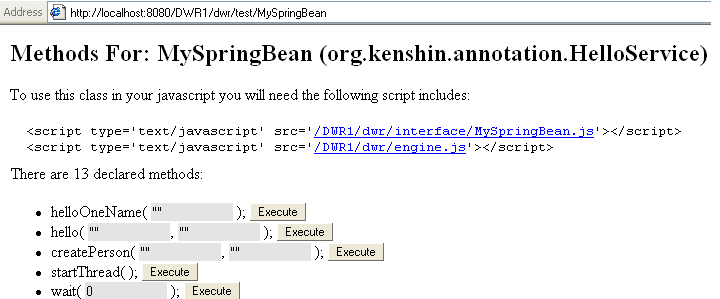 Address http://localhost:8080/DWR1/dwr/test/MySpringBean
Methods For: MySpringBean (org.kenshin.annotation.HelloService)
To use this class in your javascript you will need the following script includes:
<script type='text/javascript' src='/DWR1/dwr/interface/MySpringBean.js'></script>
<script type='text/javascript' src='/DWR1/dwr/engine.js'></script>
There are 13 declared methods:
• helloOneName( "" ); Execute
• hello( "" , "" ); Execute
• createPerson( "" , "" ); Execute
• startThread( ); Execute
• wait( 0 ); Execute